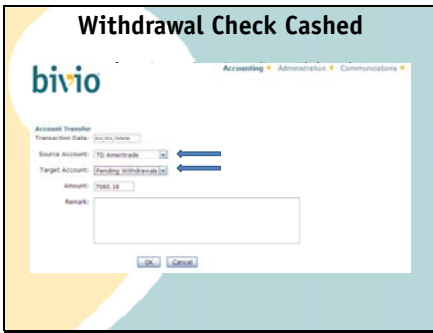 Withdrawal Check Cashed
bivio
Accounting Administration Communications
Account Transfer
Transaction Date:
Source Account: TD Ameritrade
Target Account: Pending Withdrawals
Amount: 7060.18
Remark:
OK Cancel